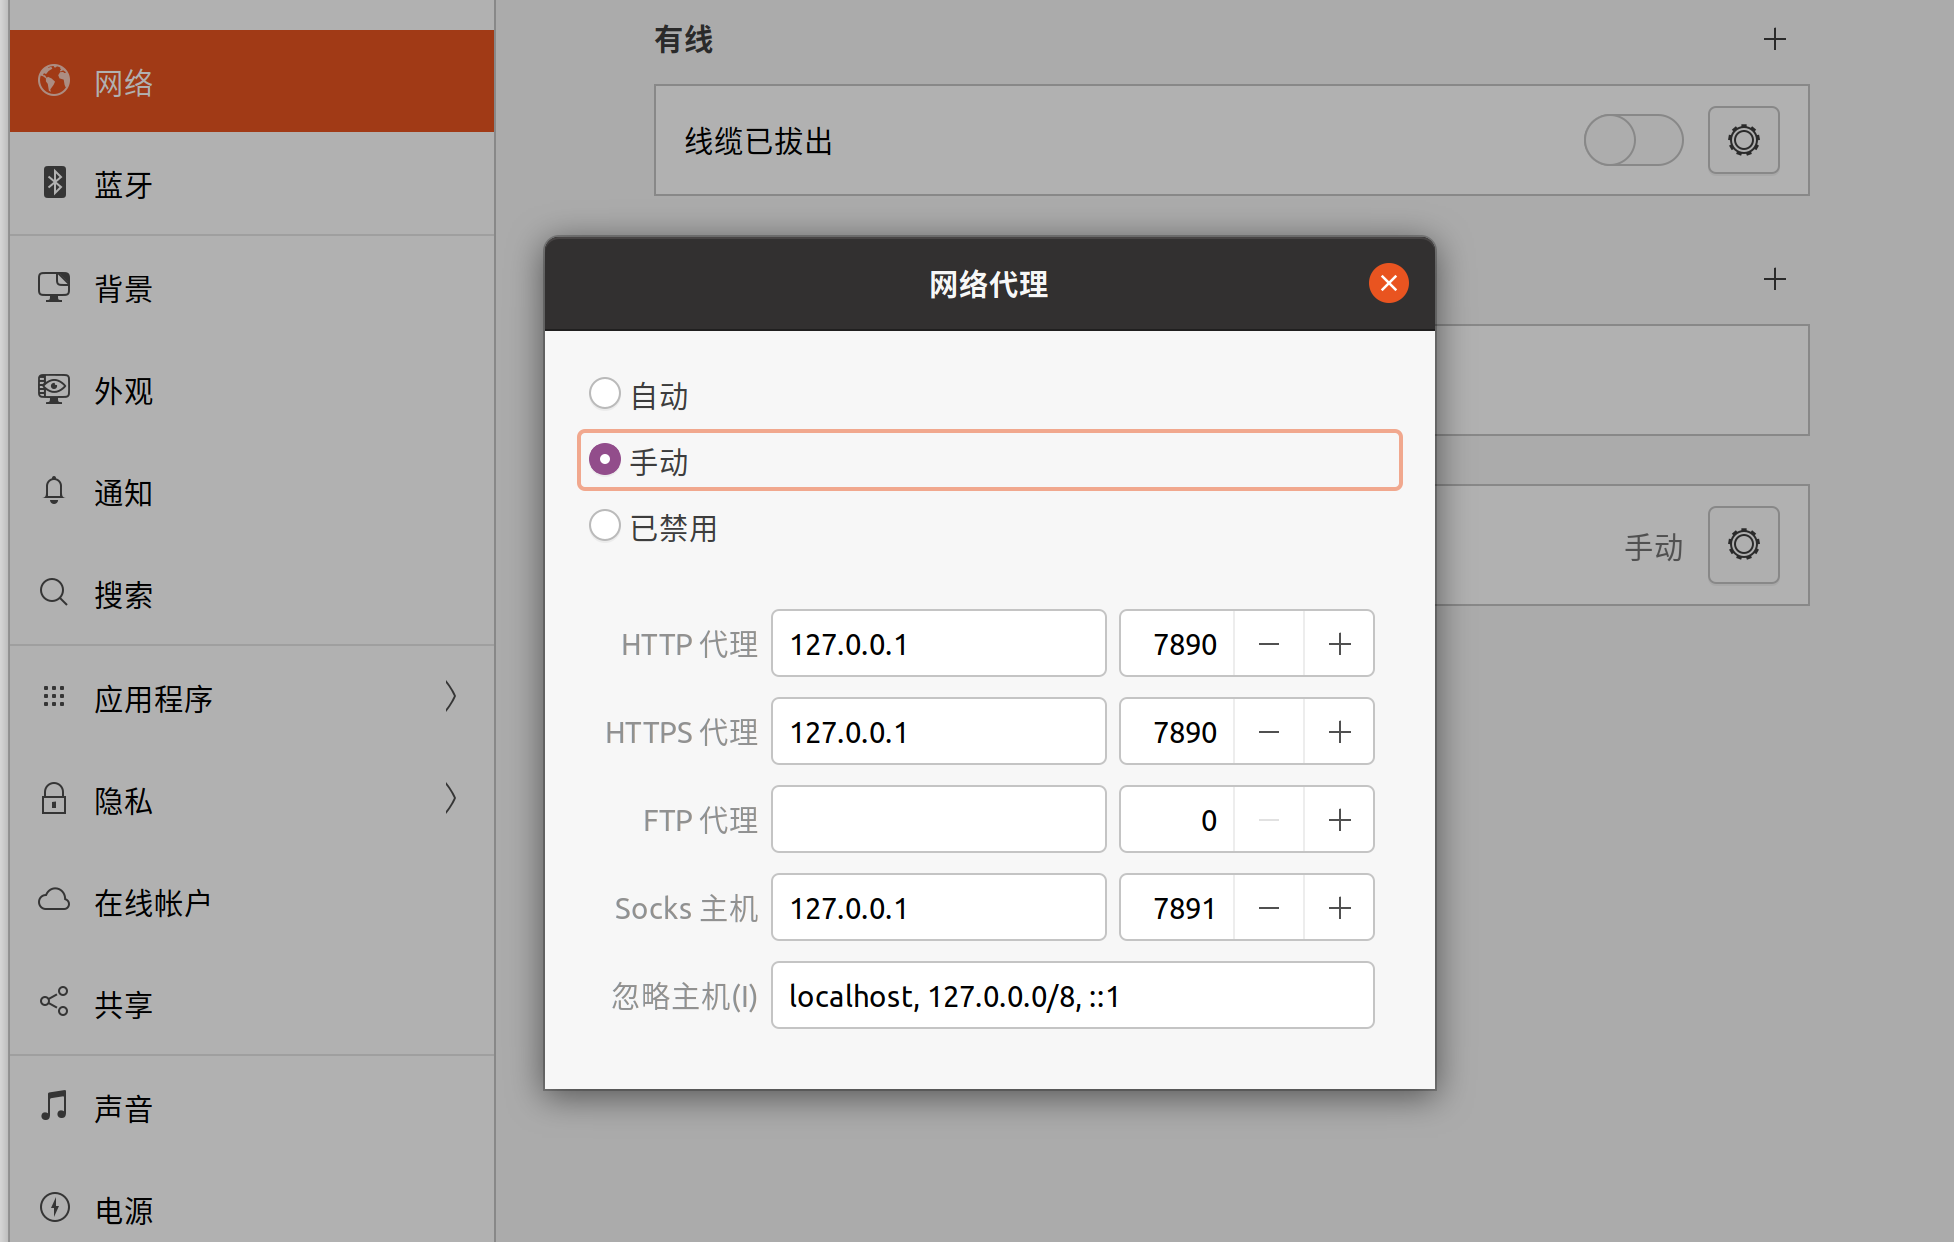 网络
蓝牙
背景
外观
通知
搜索
应用程序
隐私
在线帐户
共享
声音
电源
有线
线缆已拔出
手动
网络代理
自动
手动
已禁用
HTTP 代理 127.0.0.1 7890
HTTPS 代理 127.0.0.1 7890
FTP 代理 0
Socks 主机 127.0.0.1 7891
忽略主机(I) localhost, 127.0.0.0/8, ::1